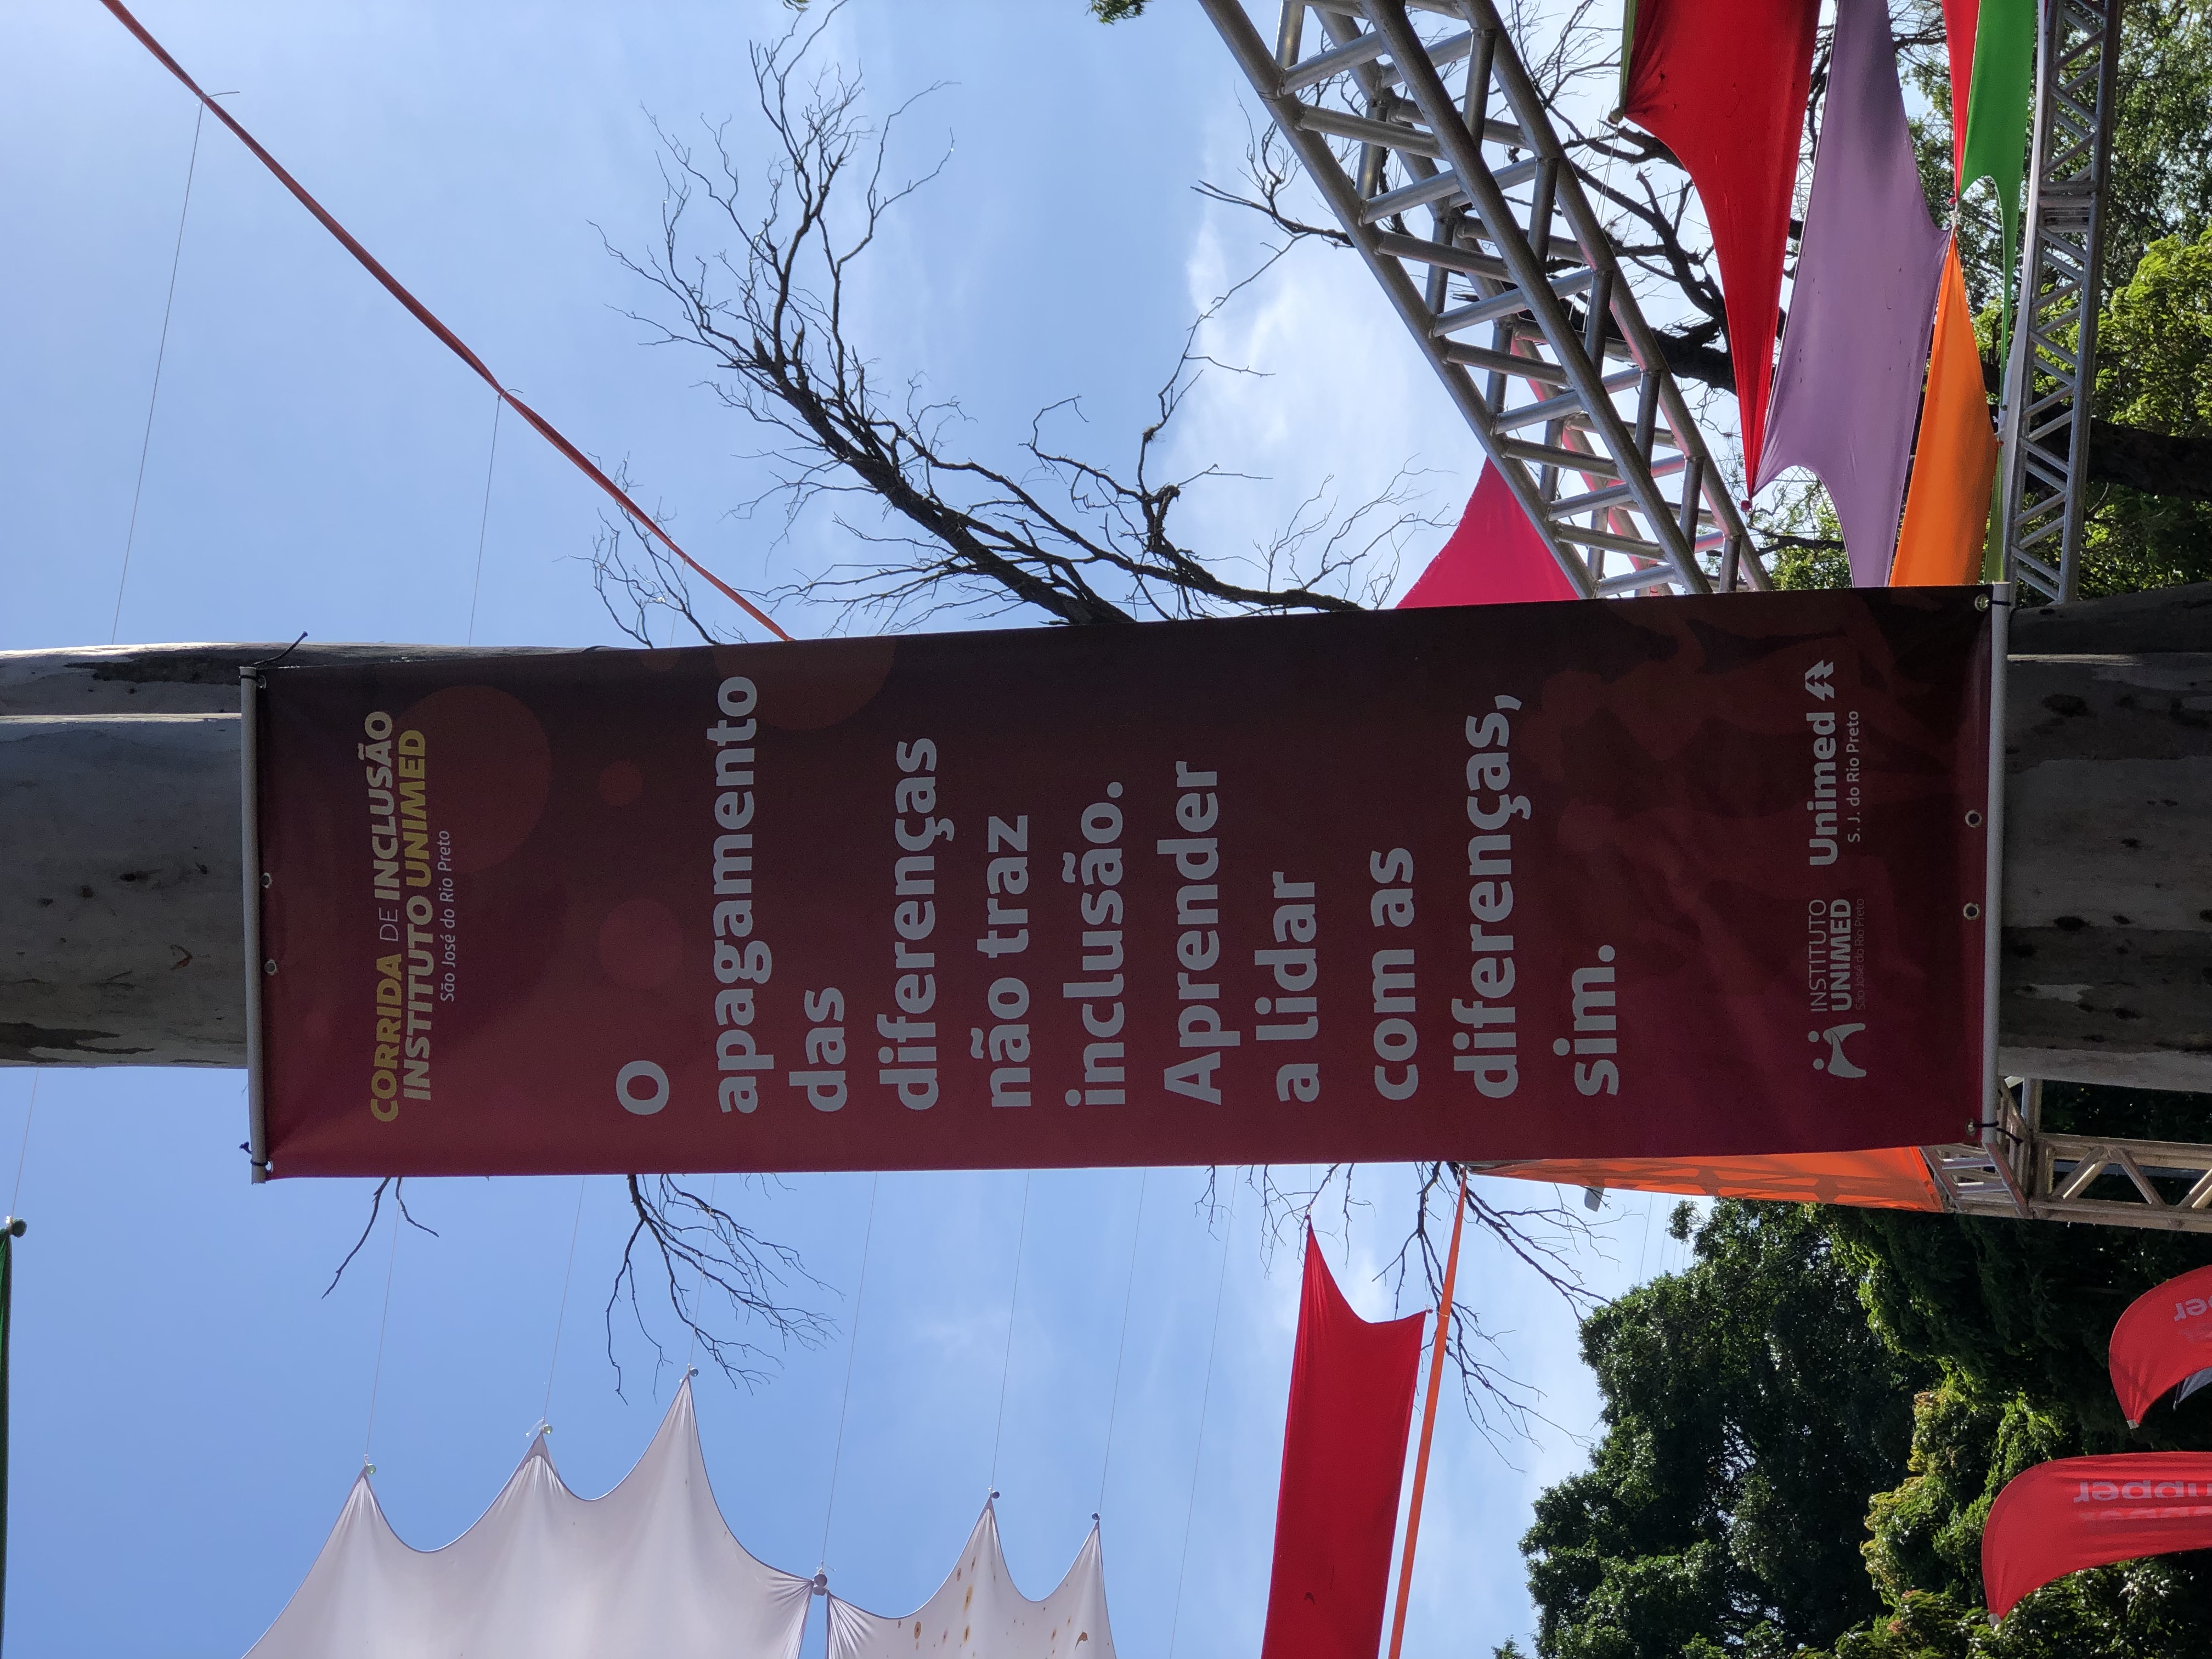 CORRIDA DE INCLUSÃO
INSTITUTO UNIMED
São José do Rio Preto
O
apagamento
das
diferenças
não traz
inclusão.
Aprender
a lidar
com as
diferenças,
sim.
INSTITUTO
UNIMED
São José do Rio Preto
Unimed
S. J. do Rio Preto